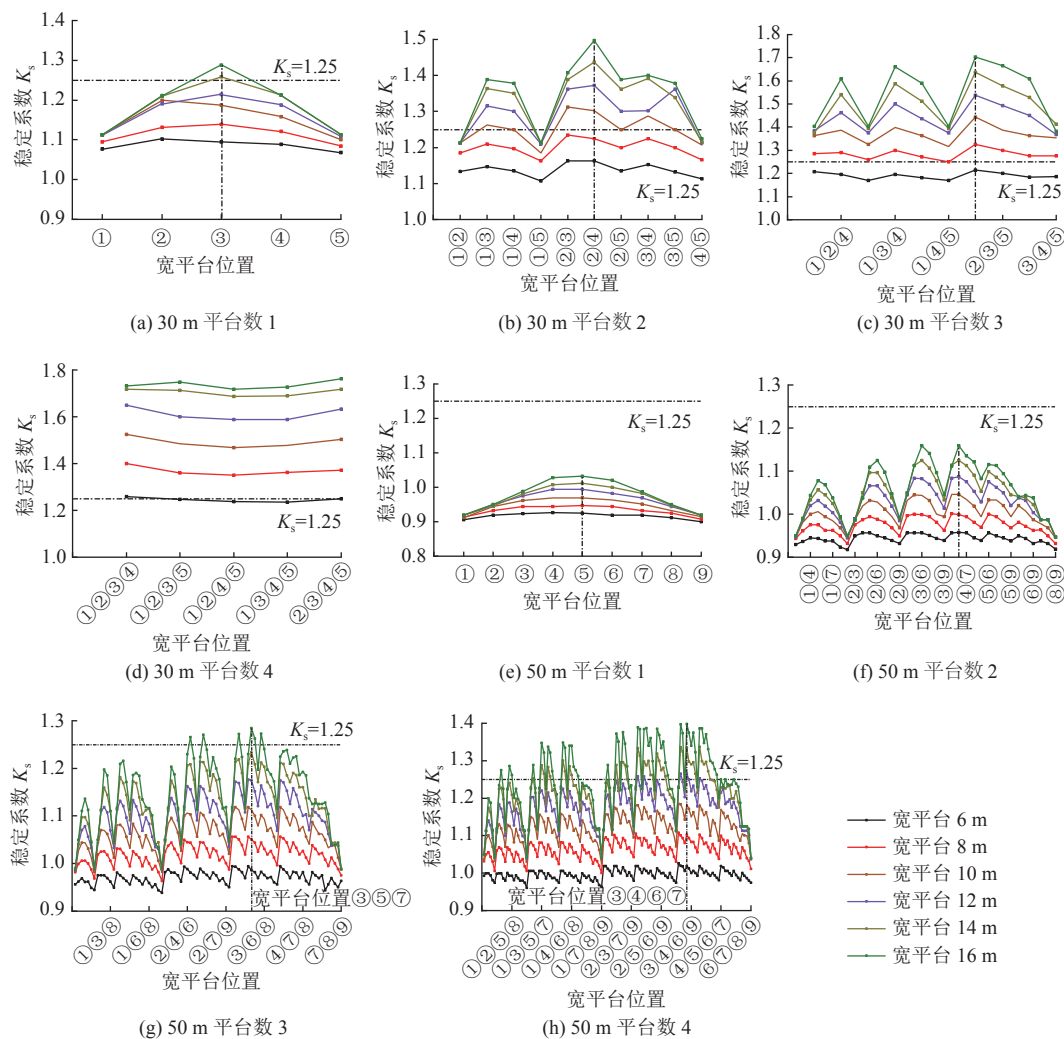 1.3
1.2
1.1
1.0
0.9
稳定系数 Ks
Ks=1.25
① ② ③ ④ ⑤
宽平台位置
(a) 30 m 平台数 1
1.5
1.4
1.3
1.2
1.1
1.0
稳定系数 Ks
Ks=1.25
①② ①③ ①④ ①⑤ ②③ ②④ ②⑤ ③④ ③⑤ ④⑤
宽平台位置
(b) 30 m 平台数 2
1.8
1.7
1.6
1.5
1.4
1.3
1.2
1.1
1.0
稳定系数 Ks
Ks=1.25
①②④ ①③④ ①④⑤ ②③⑤ ③④⑤
宽平台位置
(c) 30 m 平台数 3
1.8
1.6
1.4
1.2
1.0
稳定系数 Ks
Ks=1.25
①②③④ ①②③⑤ ①②④⑤ ①③④⑤ ②③④⑤
宽平台位置
(d) 30 m 平台数 4
1.3
1.2
1.1
1.0
0.9
0.8
稳定系数 Ks
Ks=1.25
① ② ③ ④ ⑤ ⑥ ⑦ ⑧ ⑨
宽平台位置
(e) 50 m 平台数 1
1.3
1.2
1.1
1.0
0.9
稳定系数 Ks
Ks=1.25
①④ ①⑦ ②③ ②⑥ ②⑨ ③⑥ ③⑨ ④⑦ ⑤⑥ ⑤⑨ ⑥⑨ ⑧⑨
宽平台位置
(f) 50 m 平台数 2
1.3
1.2
1.1
1.0
0.9
稳定系数 Ks
Ks=1.25
宽平台位置③⑤⑦
①③⑧ ①⑥⑧ ②④⑥ ②⑦⑨ ③⑥⑧ ④⑦⑧ ⑦⑧⑨
宽平台位置
(g) 50 m 平台数 3
1.4
1.3
1.2
1.1
1.0
0.9
稳定系数 Ks
Ks=1.25
宽平台位置③④⑥⑦
①②⑤⑧ ①③⑤⑦ ①④⑥⑧ ①⑦⑧⑨ ②③⑦⑨ ②⑤⑥⑨ ③④⑥⑨ ④⑤⑥⑦ ⑥⑦⑧⑨
宽平台位置
(h) 50 m 平台数 4
宽平台 6 m
宽平台 8 m
宽平台 10 m
宽平台 12 m
宽平台 14 m
宽平台 16 m